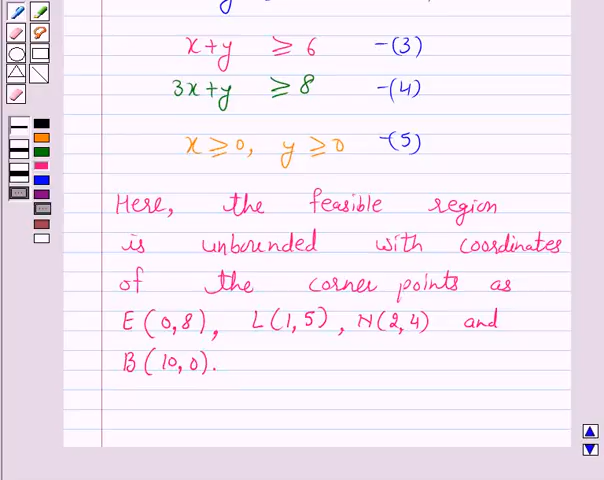 x+y ≥ 6 -(3)
3x+y ≥ 8 -(4)
x ≥ 0, y ≥ 0 -(5)
Here, the feasible region
is unbounded with coordinates
of the corner points as
E(0,8), L(1,5), N(2,4) and
B(10,0).